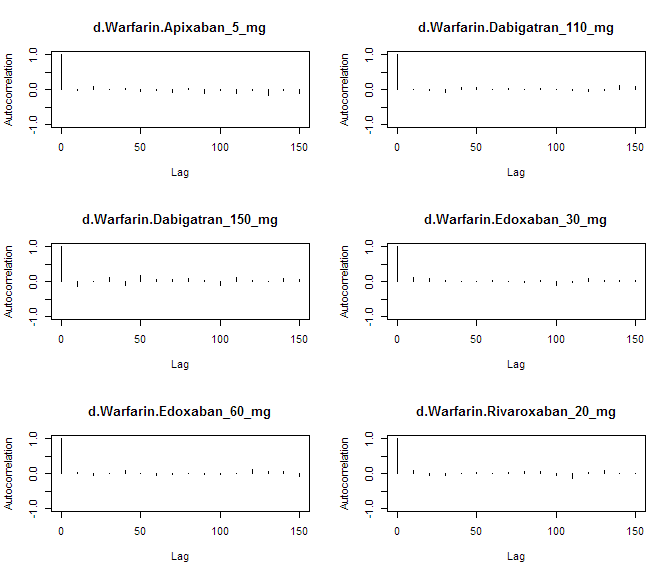 d.Warfarin.Apixaban_5_mg
Autocorrelation
1.0
0.0
-1.0
0 50 100 150
Lag
d.Warfarin.Dabigatran_110_mg
Autocorrelation
1.0
0.0
-1.0
0 50 100 150
Lag
d.Warfarin.Dabigatran_150_mg
Autocorrelation
1.0
0.0
-1.0
0 50 100 150
Lag
d.Warfarin.Edoxaban_30_mg
Autocorrelation
1.0
0.0
-1.0
0 50 100 150
Lag
d.Warfarin.Edoxaban_60_mg
Autocorrelation
1.0
0.0
-1.0
0 50 100 150
Lag
d.Warfarin.Rivaroxaban_20_mg
Autocorrelation
1.0
0.0
-1.0
0 50 100 150
Lag